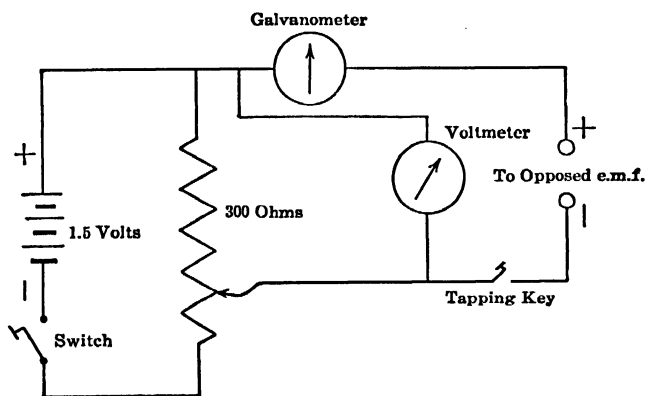 Galvanometer
Voltmeter
+
+
To Opposed e.m.f.
300 Ohms
1.5 Volts
Tapping Key
Switch